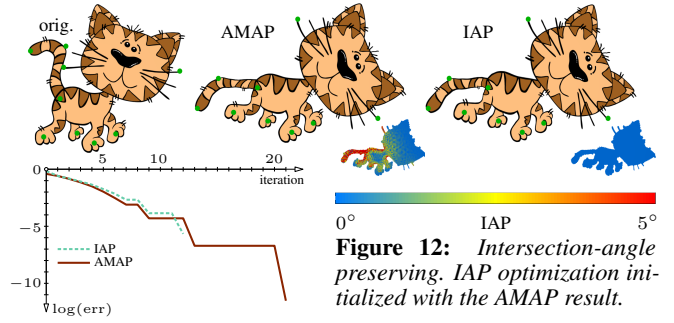 orig.
AMAP
IAP
0
5
10
20
iteration
−5
−10
IAP
AMAP
log(err)
0°
IAP
5°
Figure 12: Intersection-angle
preserving. IAP optimization ini-
tialized with the AMAP result.